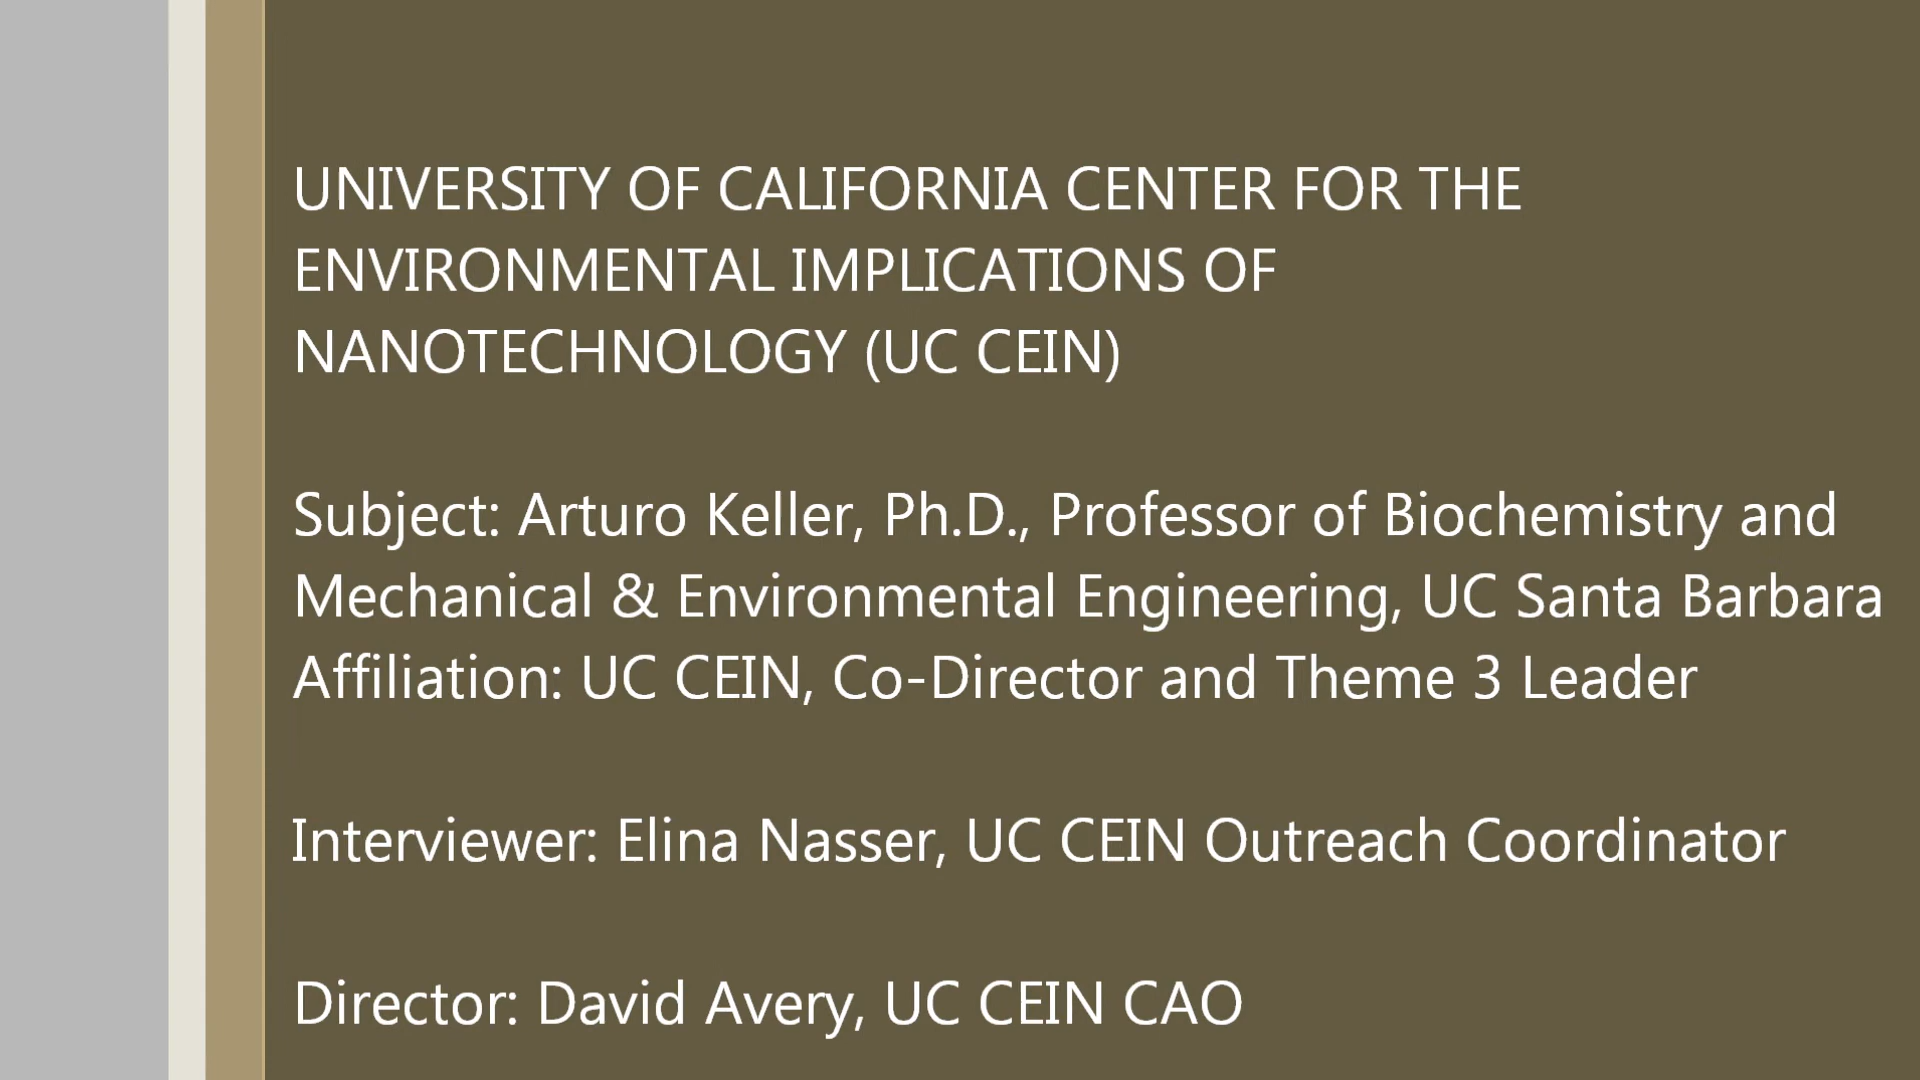 UNIVERSITY OF CALIFORNIA CENTER FOR THE
ENVIRONMENTAL IMPLICATIONS OF
NANOTECHNOLOGY (UC CEIN)
Subject: Arturo Keller, Ph.D., Professor of Biochemistry and
Mechanical & Environmental Engineering, UC Santa Barbara
Affiliation: UC CEIN, Co-Director and Theme 3 Leader
Interviewer: Elina Nasser, UC CEIN Outreach Coordinator
Director: David Avery, UC CEIN CAO